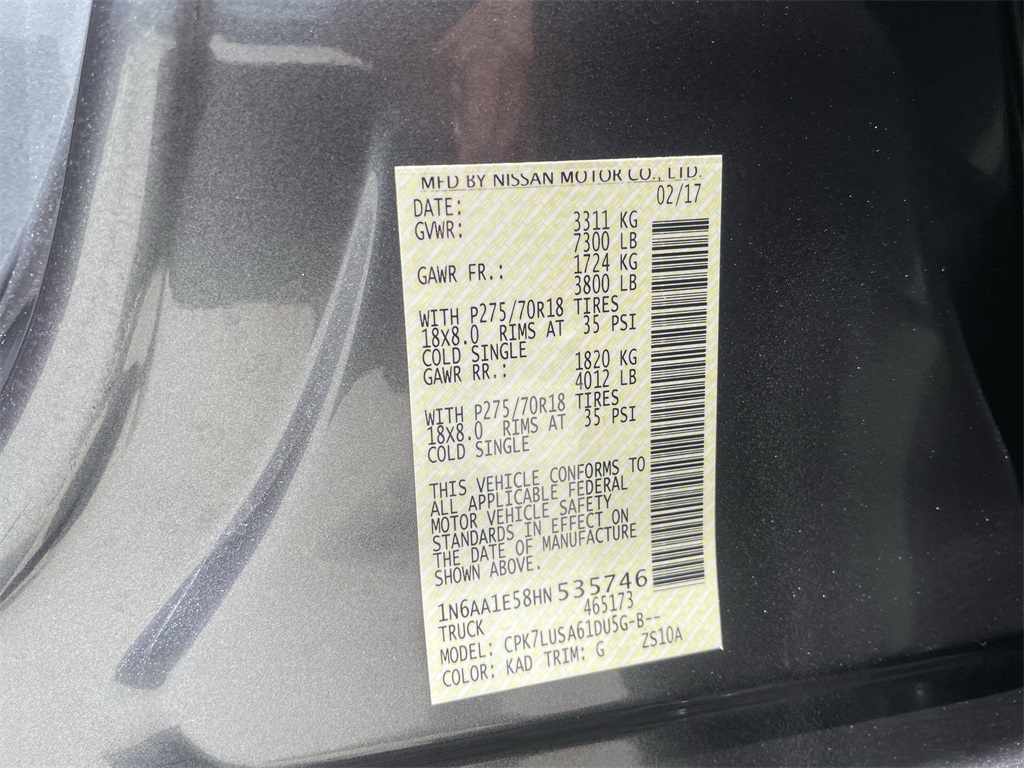 MFD BY NISSAN MOTOR CO., LTD.
DATE: 02/17
GVWR: 3311 KG
7300 LB
GAWR FR.: 1724 KG
3800 LB
WITH P275/70R18 TIRES
18X8.0 RIMS AT 35 PSI
COLD SINGLE
GAWR RR.: 1820 KG
4012 LB
WITH P275/70R18 TIRES
18X8.0 RIMS AT 35 PSI
COLD SINGLE
THIS VEHICLE CONFORMS TO
ALL APPLICABLE FEDERAL
MOTOR VEHICLE SAFETY
STANDARDS IN EFFECT ON
THE DATE OF MANUFACTURE
SHOWN ABOVE.
1N6AA1E58HN535746
TRUCK 465173
MODEL: CPK7LUSA61DU5G-B--
COLOR: KAD TRIM: G ZS10A